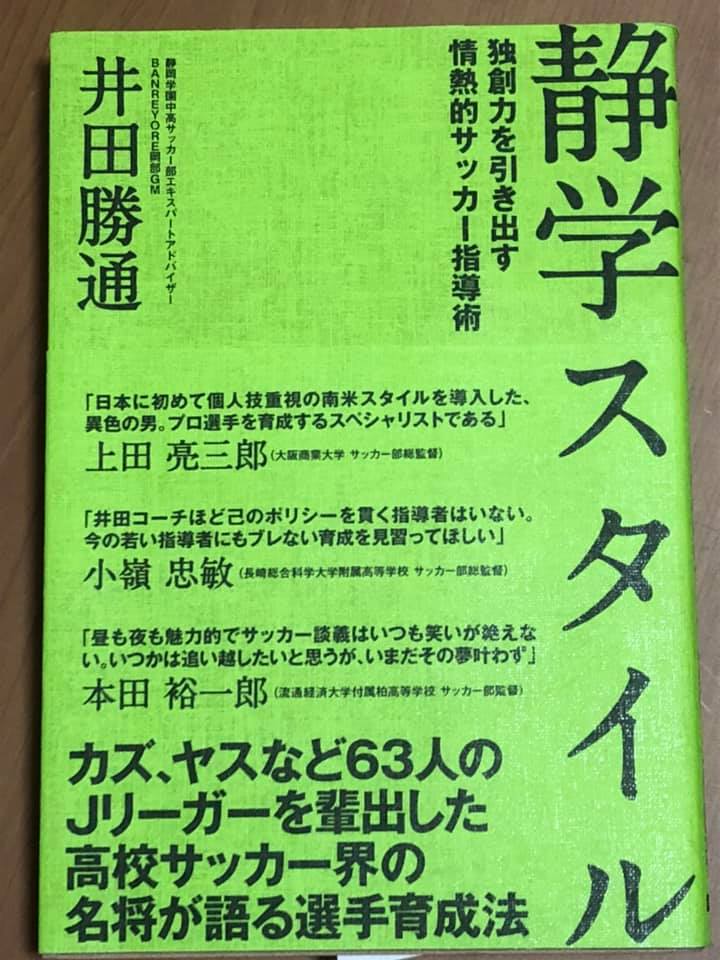 静学スタイル
独創力を引き出す
情熱的サッカー指導術
静岡学園中高サッカー部エキスパートアドバイザー
BANREYORE岡部GM
井田勝通
「日本に初めて個人技重視の南米スタイルを導入した、
異色の男。プロ選手を育成するスペシャリストである」
上田 亮三郎(大阪商業大学 サッカー部総監督)
「井田コーチほど己のポリシーを貫く指導者はいない。
今の若い指導者にもブレない育成を見習ってほしい」
小嶺 忠敏(長崎総合科学大学附属高等学校 サッカー部総監督)
「昼も夜も魅力的でサッカー談義はいつも笑いが絶えな
い。いつかは追い越したいと思うが、いまだその夢叶わず」
本田 裕一郎(流通経済大学付属柏高等学校 サッカー部監督)
カズ、ヤスなど63人の
Jリーガーを輩出した
高校サッカー界の
名将が語る選手育成法